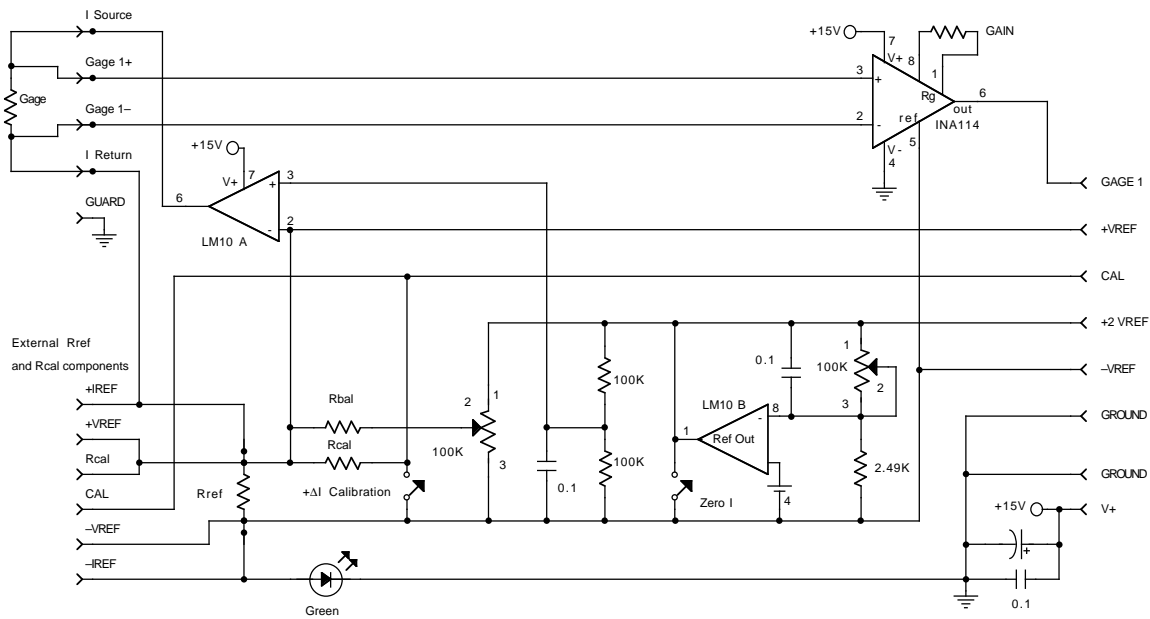 I Source
Gage 1+
Gage
Gage 1–
I Return
GUARD
+15V
7
V+
8
GAIN
3
+
1
Rg
6
out
2
-
ref
INA114
5
V-
4
+15V
7
V+
3
+
6
2
-
LM10 A
GAGE 1
+VREF
CAL
+2 VREF
–VREF
GROUND
GROUND
V+
External Rref
and Rcal components
+IREF
+VREF
Rcal
CAL
–VREF
–IREF
Rref
Rbal
Rcal
+ΔI Calibration
2
1
100K
3
0.1
100K
100K
LM10 B
1
Ref Out
8
-
4
Zero I
0.1
1
100K
2
3
2.49K
+15V
+
0.1
Green